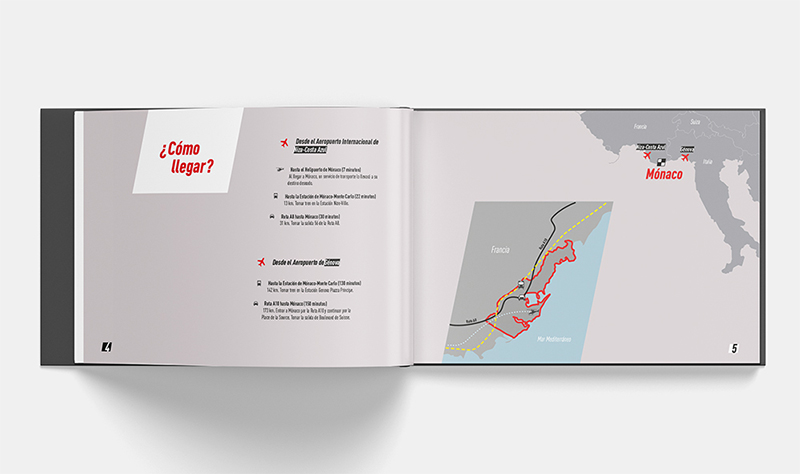 ¿Cómo
llegar?
Desde el Aeropuerto Internacional de
Niza-Costa Azul
Hasta el Helipuerto de Mónaco (7 minutos)
Al llegar a Mónaco, un servicio de transporte lo llevará a su
destino deseado.
Hasta la Estación de Mónaco-Monte Carlo (22 minutos)
13 km. Tomar tren en la Estación Niza-Ville.
Ruta A8 hasta Mónaco (30 minutos)
31 km. Tomar la salida 56 de la Ruta A8.
Desde el Aeropuerto de Génova
Hasta la Estación de Mónaco-Monte Carlo (138 minutos)
142 km. Tomar tren en la Estación Genova Piazza Principe.
Ruta A10 hasta Mónaco (150 minutos)
173 km. Entrar a Mónaco por la Ruta A10 y continuar por la
Place de la Source. Tomar la salida de Boulevard de Suisse.
4
Francia
Suiza
Niza-Costa Azul
Génova
Italia
Mónaco
Francia
Ruta A10
Ruta A8
Mar Mediterráneo
5